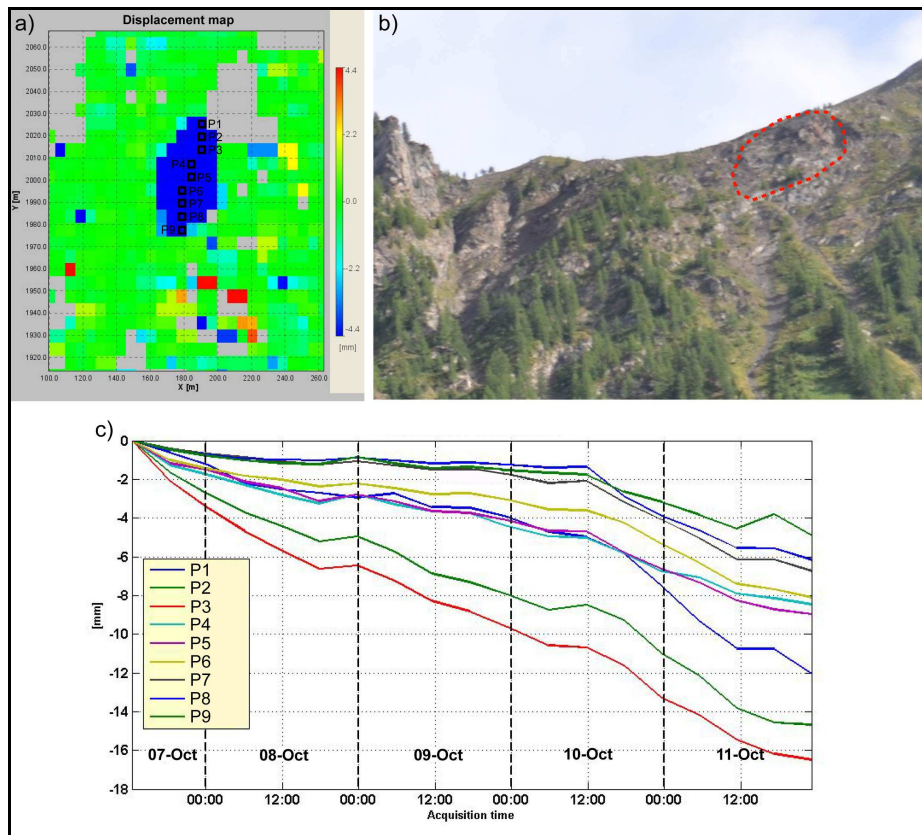 a)
Displacement map
2060.0
2050.0
2040.0
2030.0
2020.0
2010.0
2000.0
1990.0
1980.0
1970.0
1960.0
1950.0
1940.0
1930.0
1920.0
Y [m]
P1
P2
P3
P4
P5
P6
P7
P8
P9
100.0 120.0 140.0 160.0 180.0 200.0 220.0 240.0 260.0
X [m]
4.4
2.2
0.0
-2.2
-4.4
[mm]
b)
c)
0
-2
-4
-6
-8
-10
-12
-14
-16
-18
[mm]
P1
P2
P3
P4
P5
P6
P7
P8
P9
07-Oct 08-Oct 09-Oct 10-Oct 11-Oct
00:00 12:00 00:00 12:00 00:00 12:00 00:00 12:00
Acquisition time